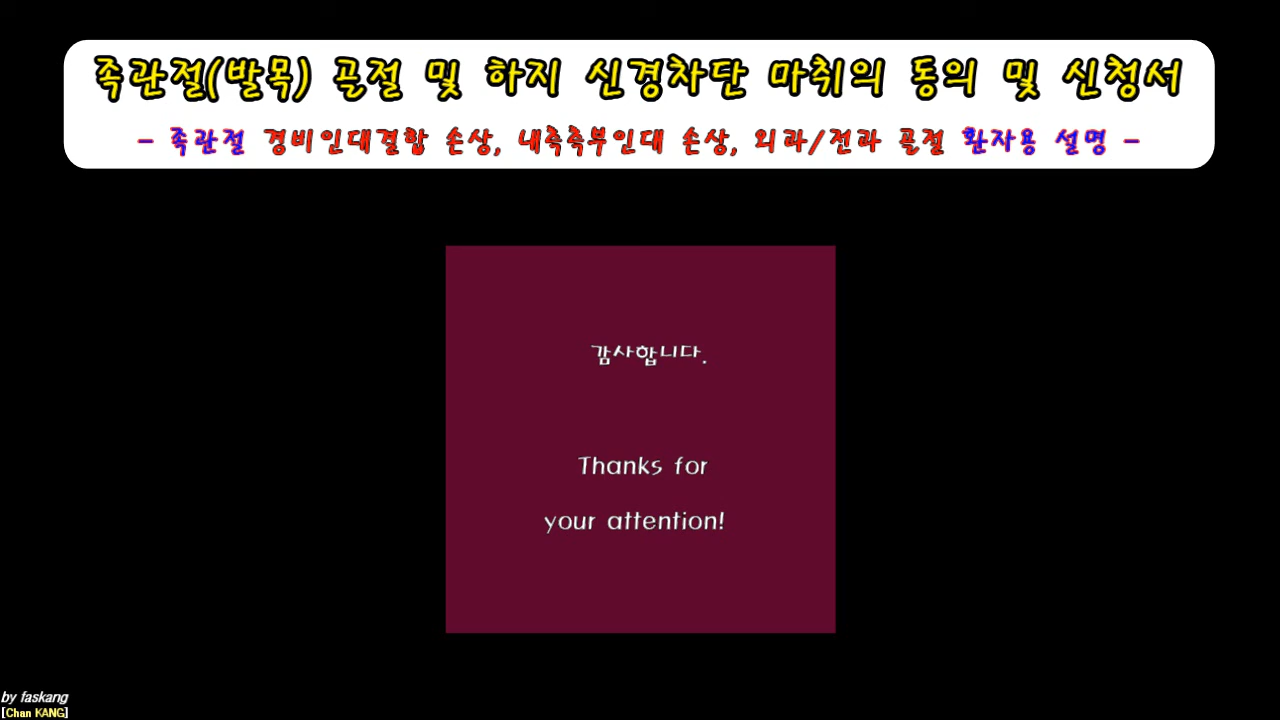 족관절(발목) 골절 및 하지 신경차단 마취의 동의 및 신청서
- 족관절 경비인대결합 손상, 내측측부인대 손상, 외과/전과 골절 환자용 설명 -
감사합니다.
Thanks for
your attention!
by faskang
[Chan KANG]